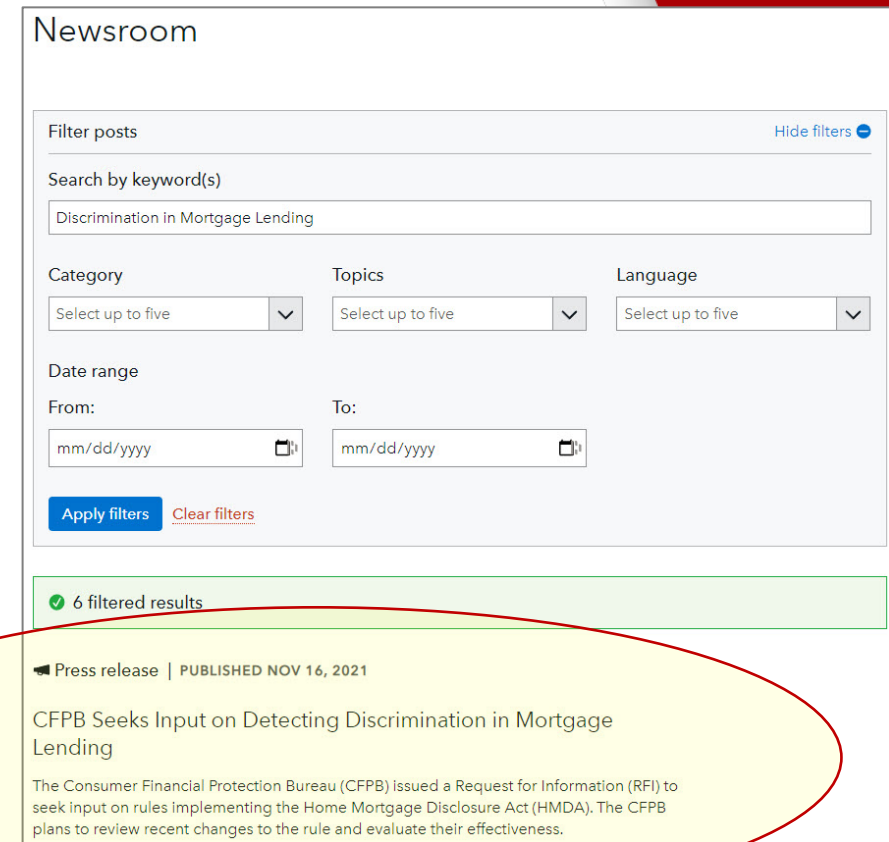 Newsroom
Filter posts
Hide filters
Search by keyword(s)
Discrimination in Mortgage Lending
Category
Topics
Language
Select up to five
Select up to five
Select up to five
Date range
From:
To:
mm/dd/yyyy
mm/dd/yyyy
Apply filters
Clear filters
6 filtered results
Press release | PUBLISHED NOV 16, 2021
CFPB Seeks Input on Detecting Discrimination in Mortgage
Lending
The Consumer Financial Protection Bureau (CFPB) issued a Request for Information (RFI) to
seek input on rules implementing the Home Mortgage Disclosure Act (HMDA). The CFPB
plans to review recent changes to the rule and evaluate their effectiveness.